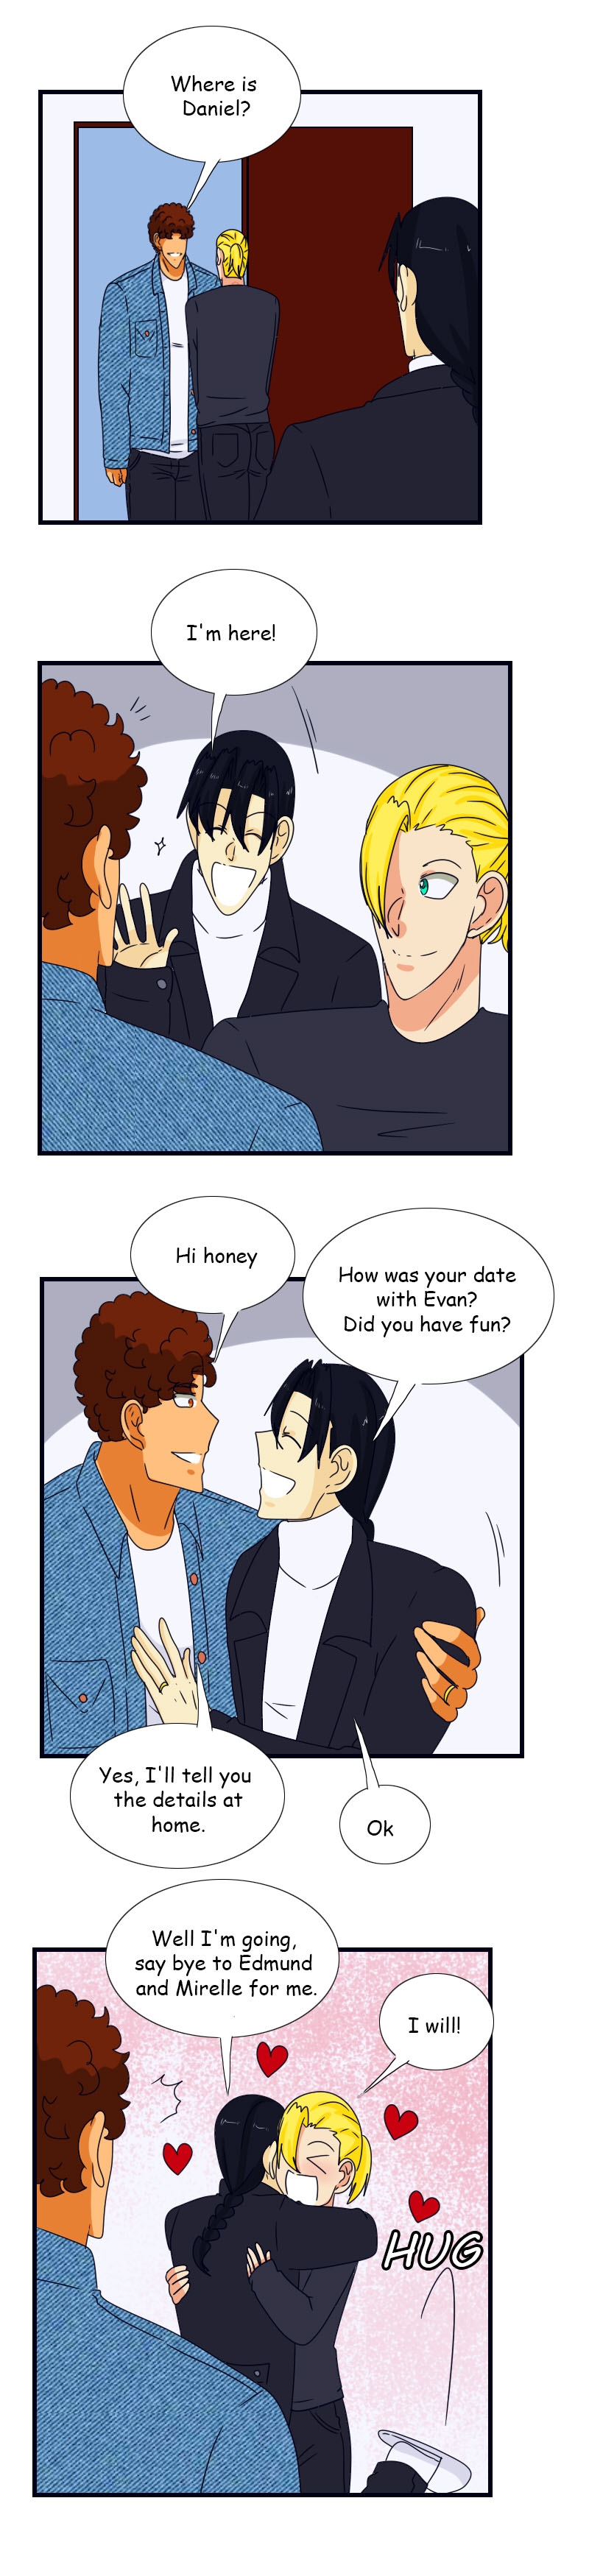 Where is
Daniel?
I'm here!
Hi honey
How was your date
with Evan?
Did you have fun?
Yes, I'll tell you
the details at
home.
Ok
Well I'm going,
say bye to Edmund
and Mirelle for me.
I will!
HUG